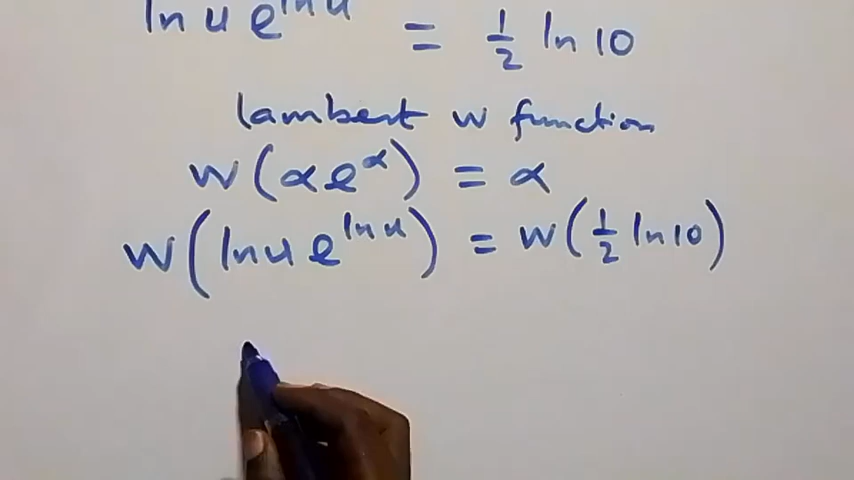 ln u e^{ln u} = 1/2 ln 10
lambert w function
W(αe^α) = α
W(ln u e^{ln u}) = W(1/2 ln 10)